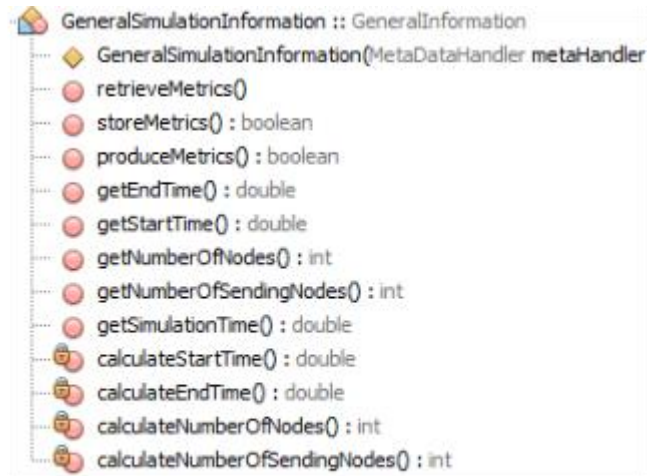 GeneralSimulationInformation :: GeneralInformation
GeneralSimulationInformation(MetaDataHandler metaHandler
retrieveMetrics()
storeMetrics() : boolean
produceMetrics() : boolean
getEndTime() : double
getStartTime() : double
getNumberOfNodes() : int
getNumberOfSendingNodes() : int
getSimulationTime() : double
calculateStartTime() : double
calculateEndTime() : double
calculateNumberOfNodes() : int
calculateNumberOfSendingNodes() : int